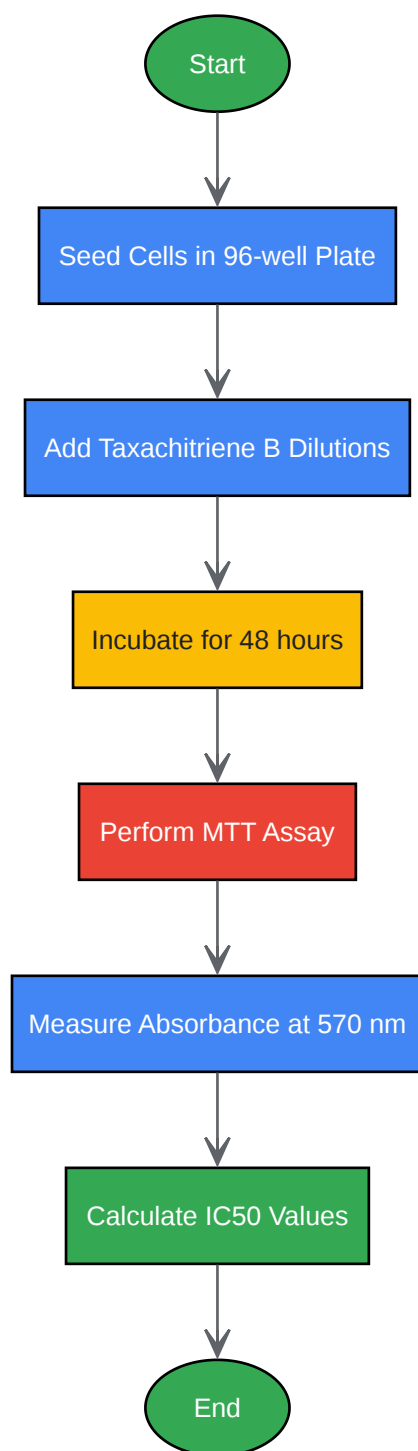 Start
Seed Cells in 96-well Plate
Add Taxachitriene B Dilutions
Incubate for 48 hours
Perform MTT Assay
Measure Absorbance at 570 nm
Calculate IC50 Values
End